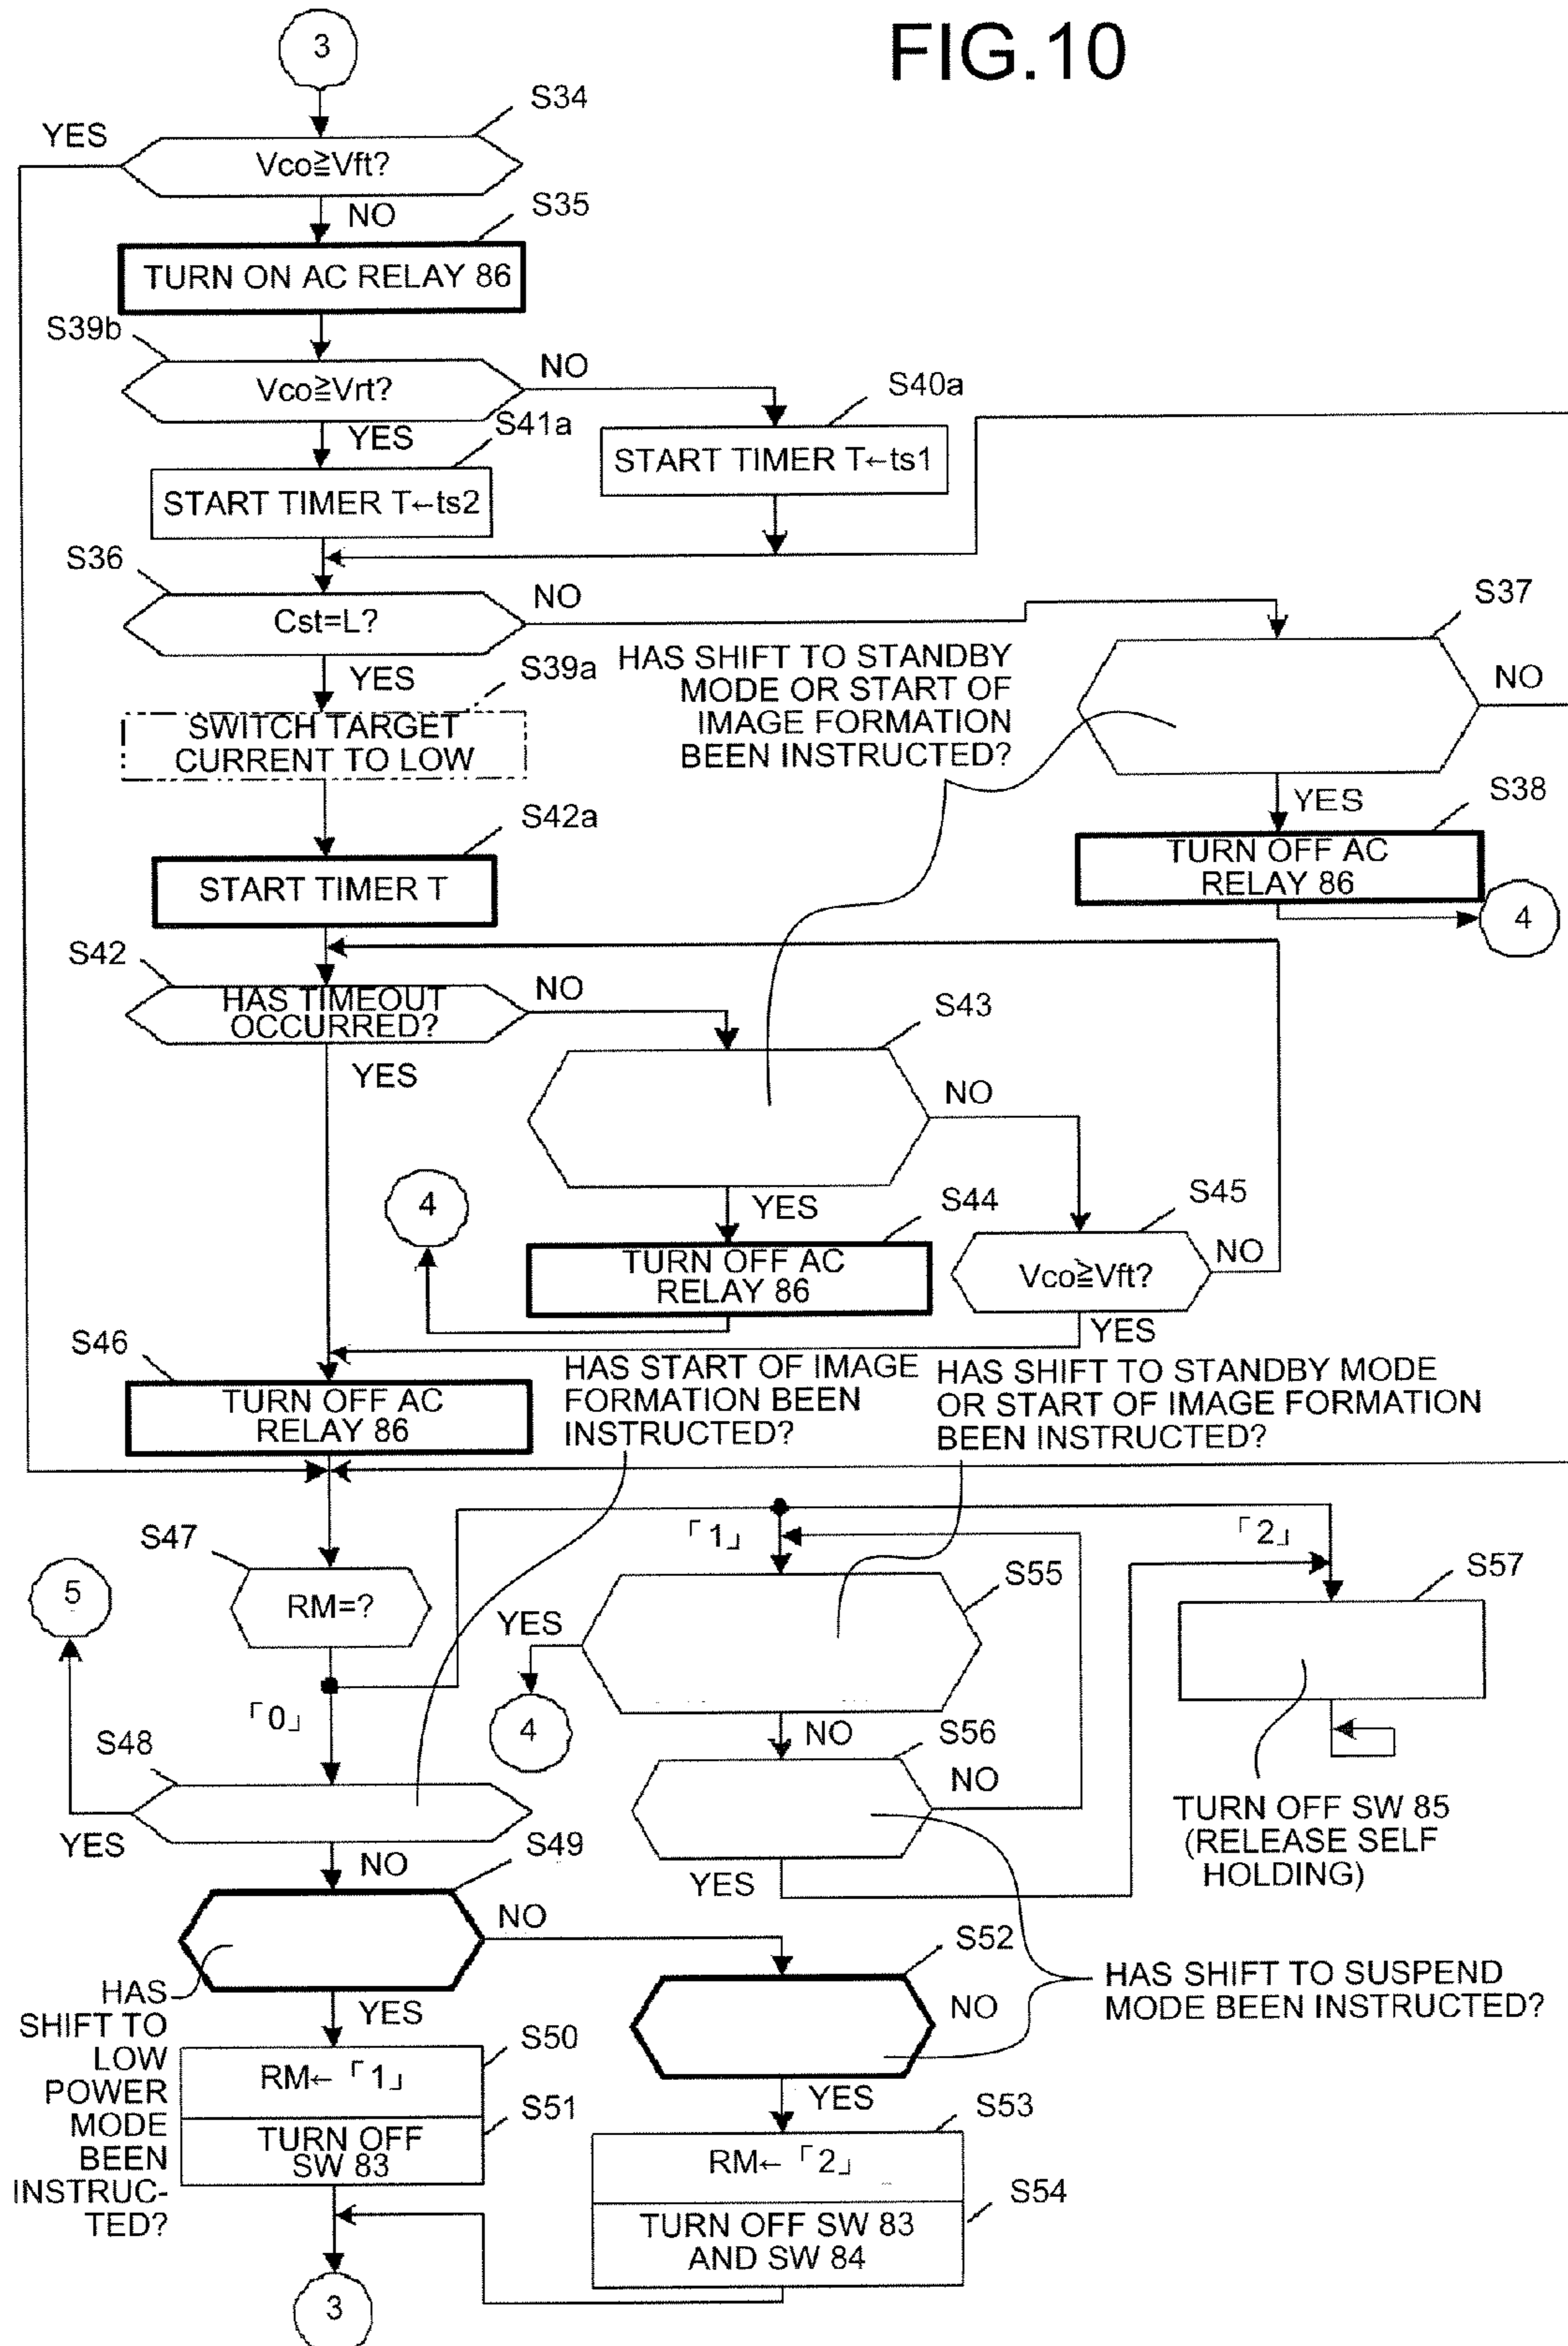 FIG.10
3
S34
YES
Vco≧Vft?
NO
S35
TURN ON AC RELAY 86
S39b
Vco≧Vrt?
NO
S40a
YES
S41a
START TIMER T←ts1
START TIMER T←ts2
S36
Cst=L?
NO
S37
YES
S39a
HAS SHIFT TO STANDBY
MODE OR START OF
IMAGE FORMATION
BEEN INSTRUCTED?
NO
SWITCH TARGET
CURRENT TO LOW
YES
S38
S42a
TURN OFF AC
RELAY 86
START TIMER T
4
S42
HAS TIMEOUT
OCCURRED?
NO
S43
YES
NO
4
YES
S44
S45
TURN OFF AC
RELAY 86
Vco≧Vft?
NO
YES
S46
TURN OFF AC
RELAY 86
HAS START OF IMAGE
FORMATION BEEN
INSTRUCTED?
HAS SHIFT TO STANDBY MODE
OR START OF IMAGE FORMATION
BEEN INSTRUCTED?
S47
「1」
「2」
5
RM=?
S55
S57
YES
「0」
4
S48
NO
S56
NO
YES
S49
TURN OFF SW 85
(RELEASE SELF
HOLDING)
NO
YES
NO
S52
HAS
SHIFT TO
LOW
POWER
MODE
BEEN
INSTRUC-
TED?
YES
NO
HAS SHIFT TO SUSPEND
MODE BEEN INSTRUCTED?
S50
RM←「1」
S51
TURN OFF
SW 83
YES
S53
RM←「2」
S54
TURN OFF SW 83
AND SW 84
3